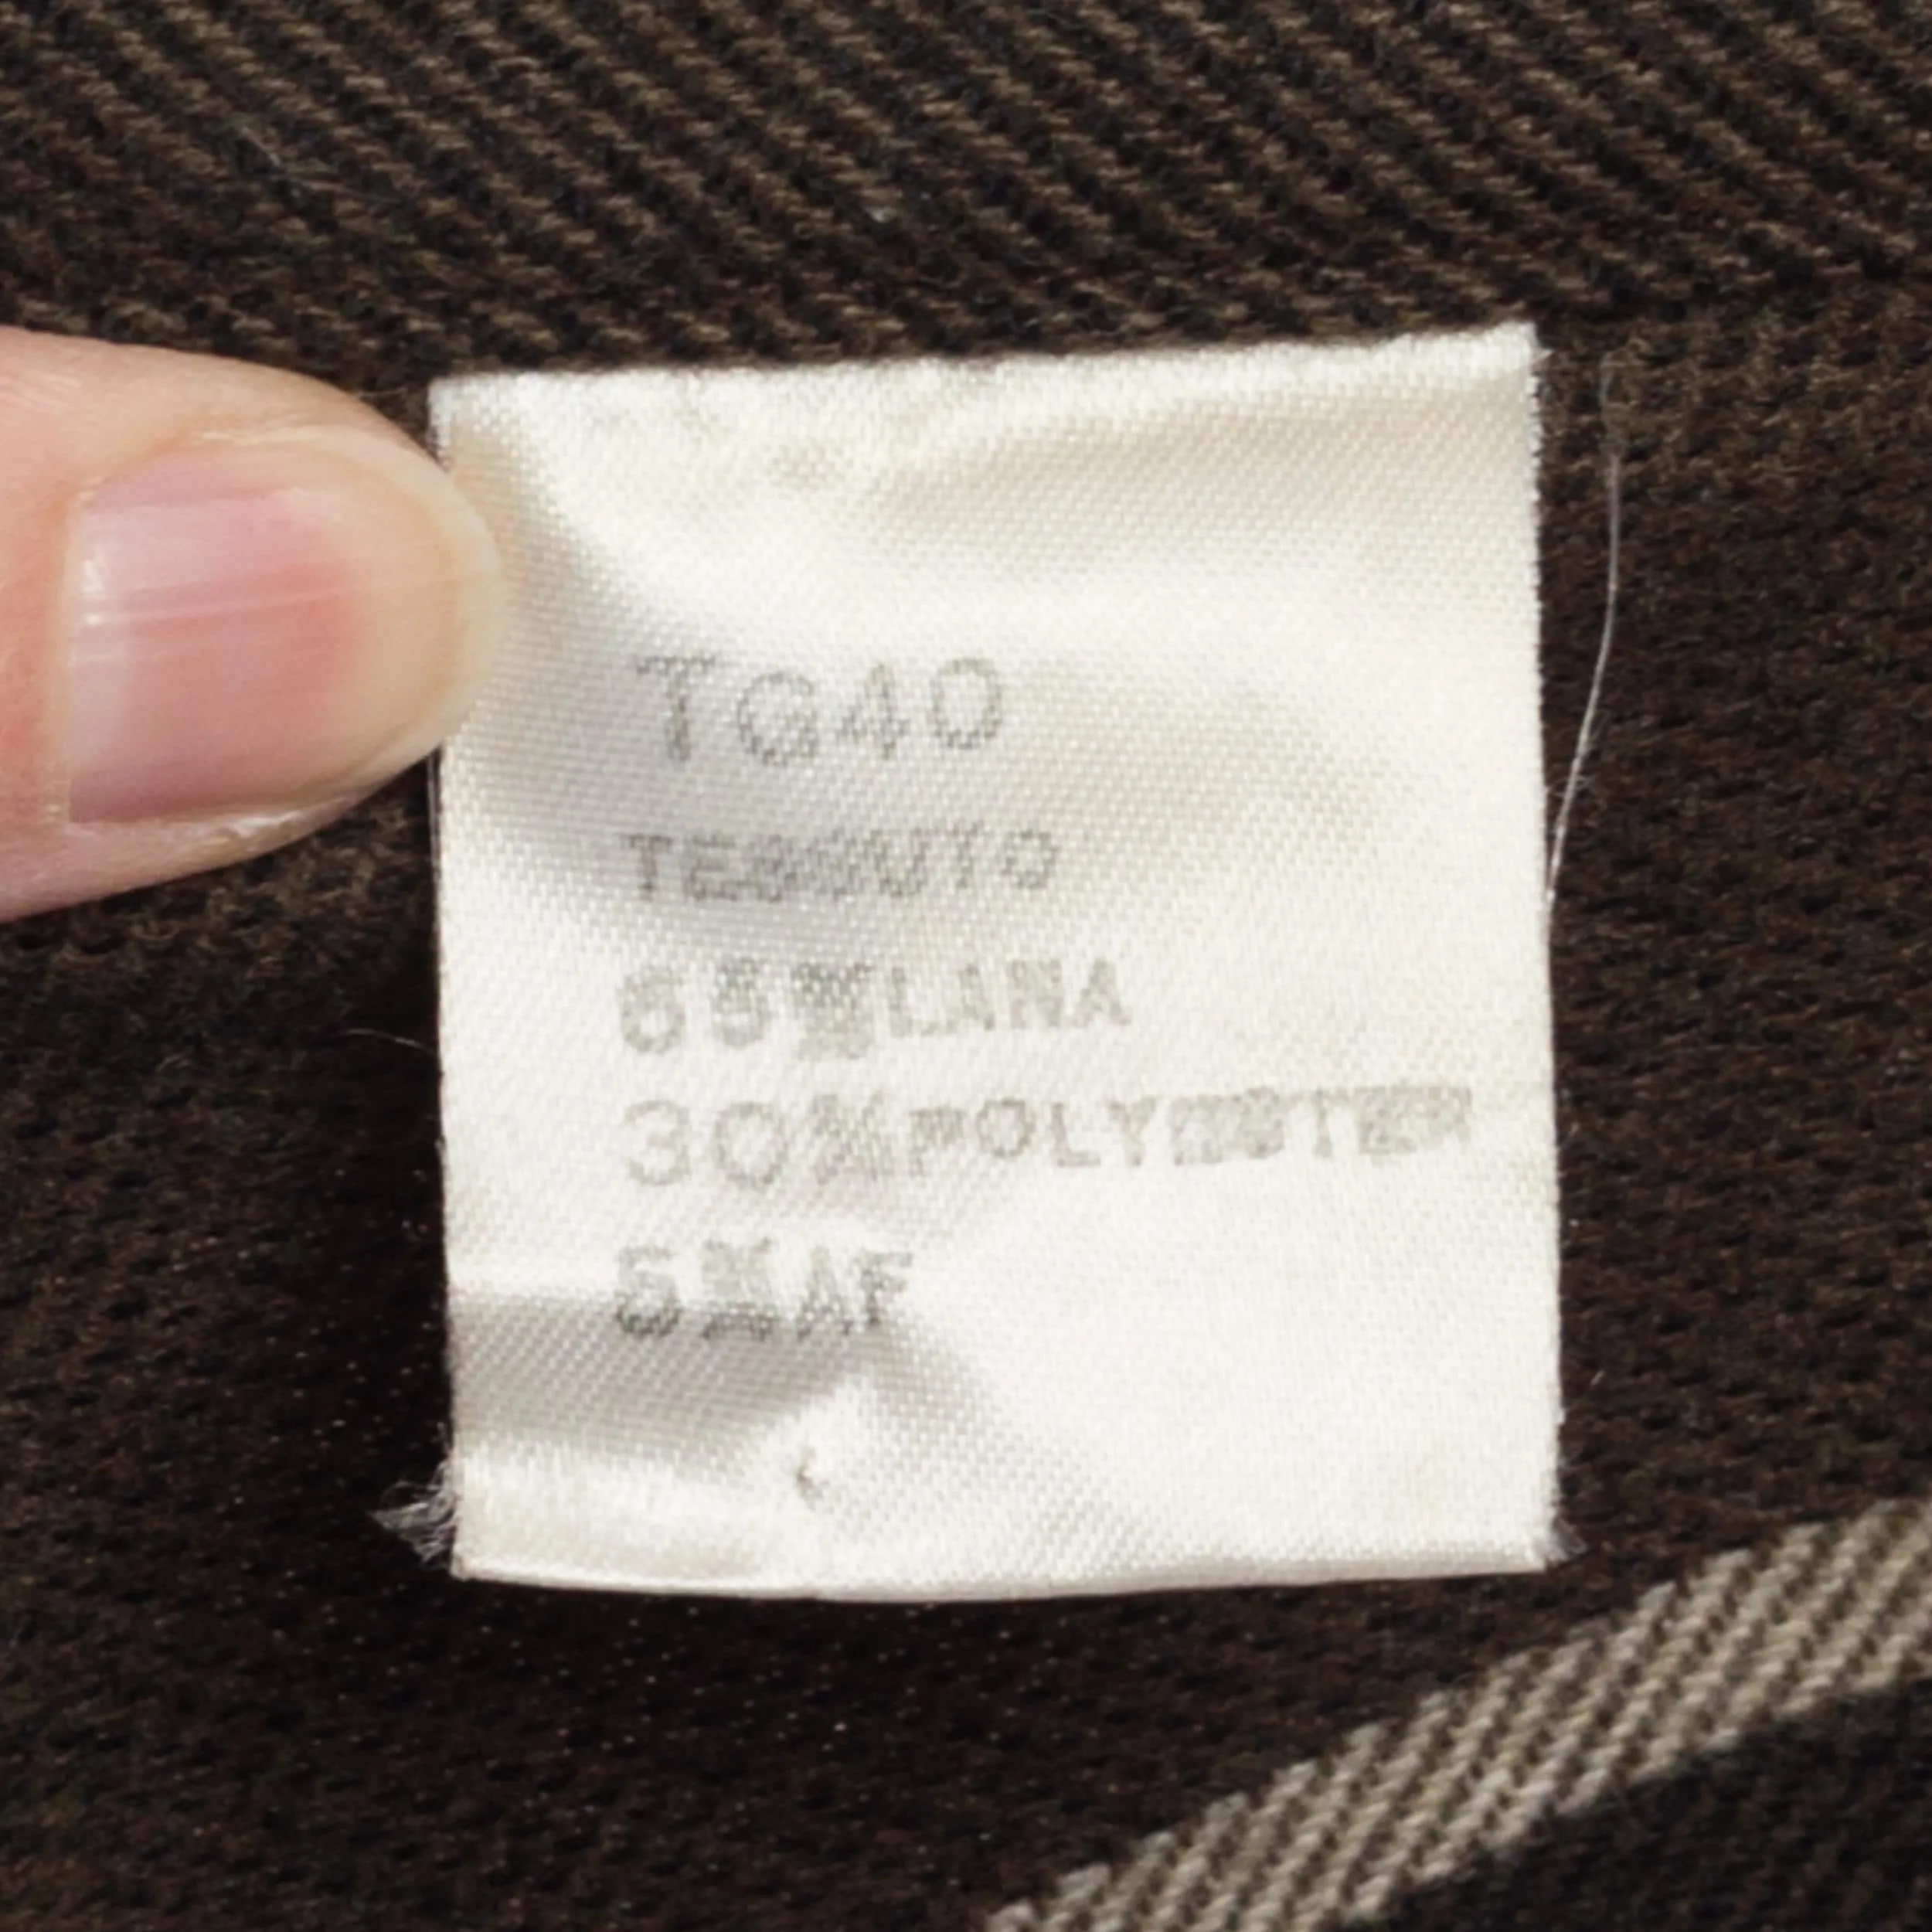 TG40
TESSUTO
65%LANA
30%POLYESTER
5%AF